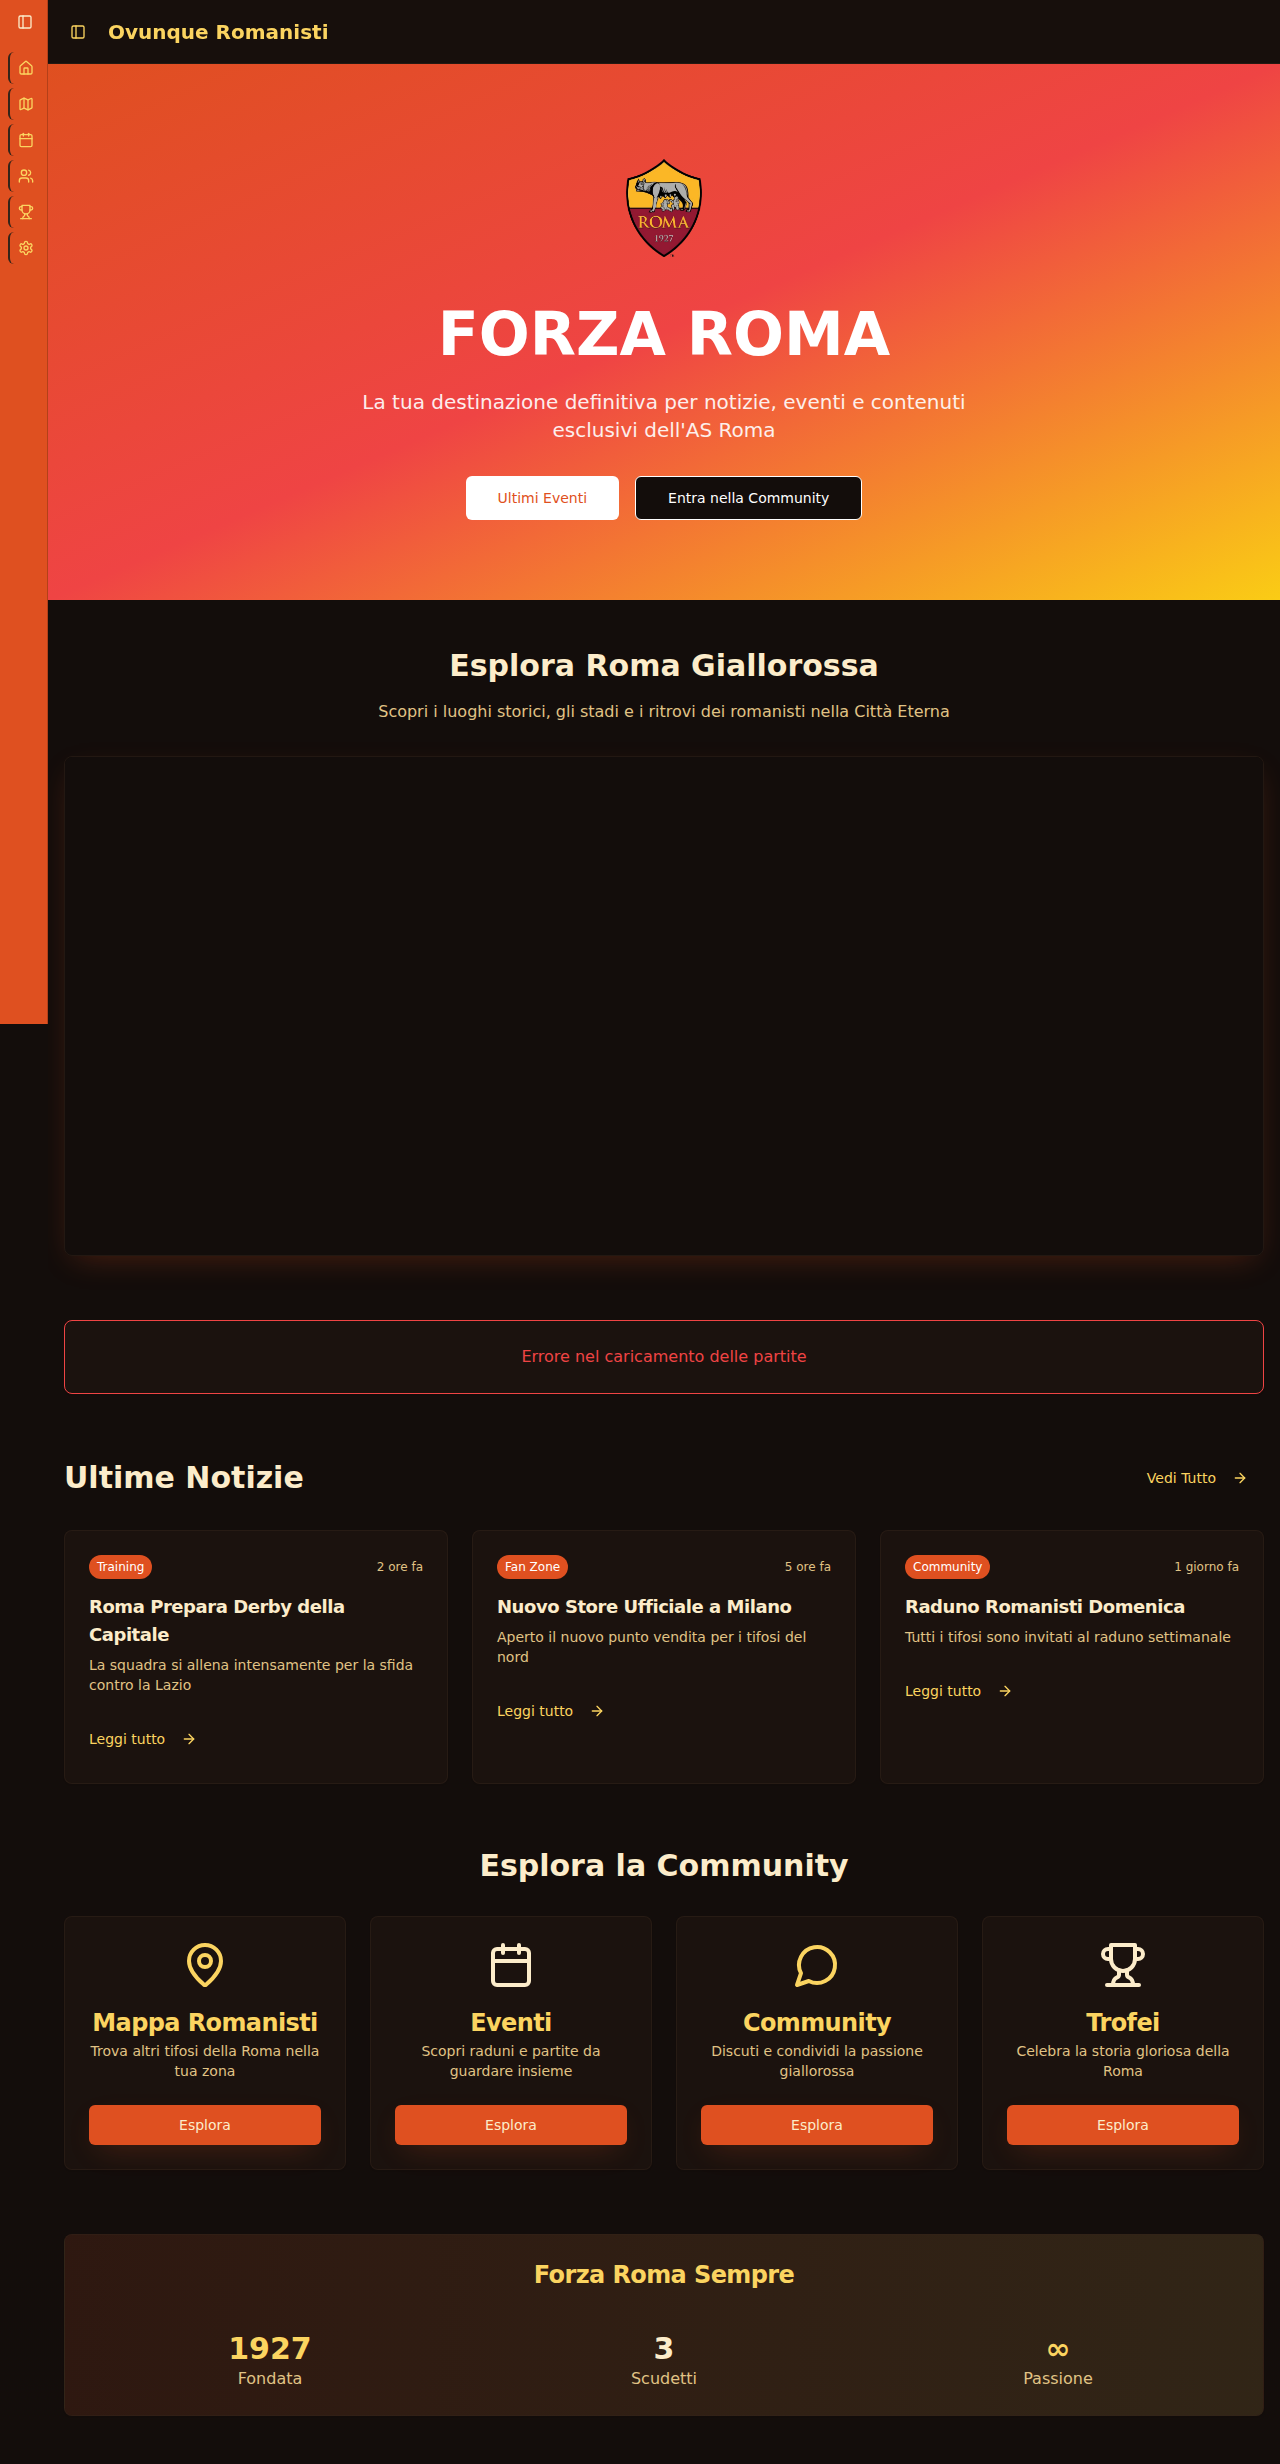 Ovunque Romanisti
ROMA
1927
FORZA ROMA
La tua destinazione definitiva per notizie, eventi e contenuti
esclusivi dell'AS Roma
Ultimi Eventi
Entra nella Community
Esplora Roma Giallorossa
Scopri i luoghi storici, gli stadi e i ritrovi dei romanisti nella Città Eterna
Errore nel caricamento delle partite
Ultime Notizie
Vedi Tutto
Training
2 ore fa
Roma Prepara Derby della
Capitale
La squadra si allena intensamente per la sfida
contro la Lazio
Leggi tutto
Fan Zone
5 ore fa
Nuovo Store Ufficiale a Milano
Aperto il nuovo punto vendita per i tifosi del
nord
Leggi tutto
Community
1 giorno fa
Raduno Romanisti Domenica
Tutti i tifosi sono invitati al raduno settimanale
Leggi tutto
Esplora la Community
Mappa Romanisti
Trova altri tifosi della Roma nella
tua zona
Esplora
Eventi
Scopri raduni e partite da
guardare insieme
Esplora
Community
Discuti e condividi la passione
giallorossa
Esplora
Trofei
Celebra la storia gloriosa della
Roma
Esplora
Forza Roma Sempre
1927
Fondata
3
Scudetti
∞
Passione